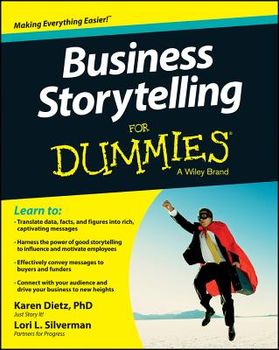 Making Everything Easier!™
Business
Storytelling
FOR
DUMMIES®
A Wiley Brand
Learn to:
• Translate data, facts, and figures into rich,
captivating messages
• Harness the power of good storytelling
to influence and motivate employees
• Effectively convey messages to
buyers and funders
• Connect with your audience and
drive your business to new heights
Karen Dietz, PhD
Just Story It!
Lori L. Silverman
Partners for Progress